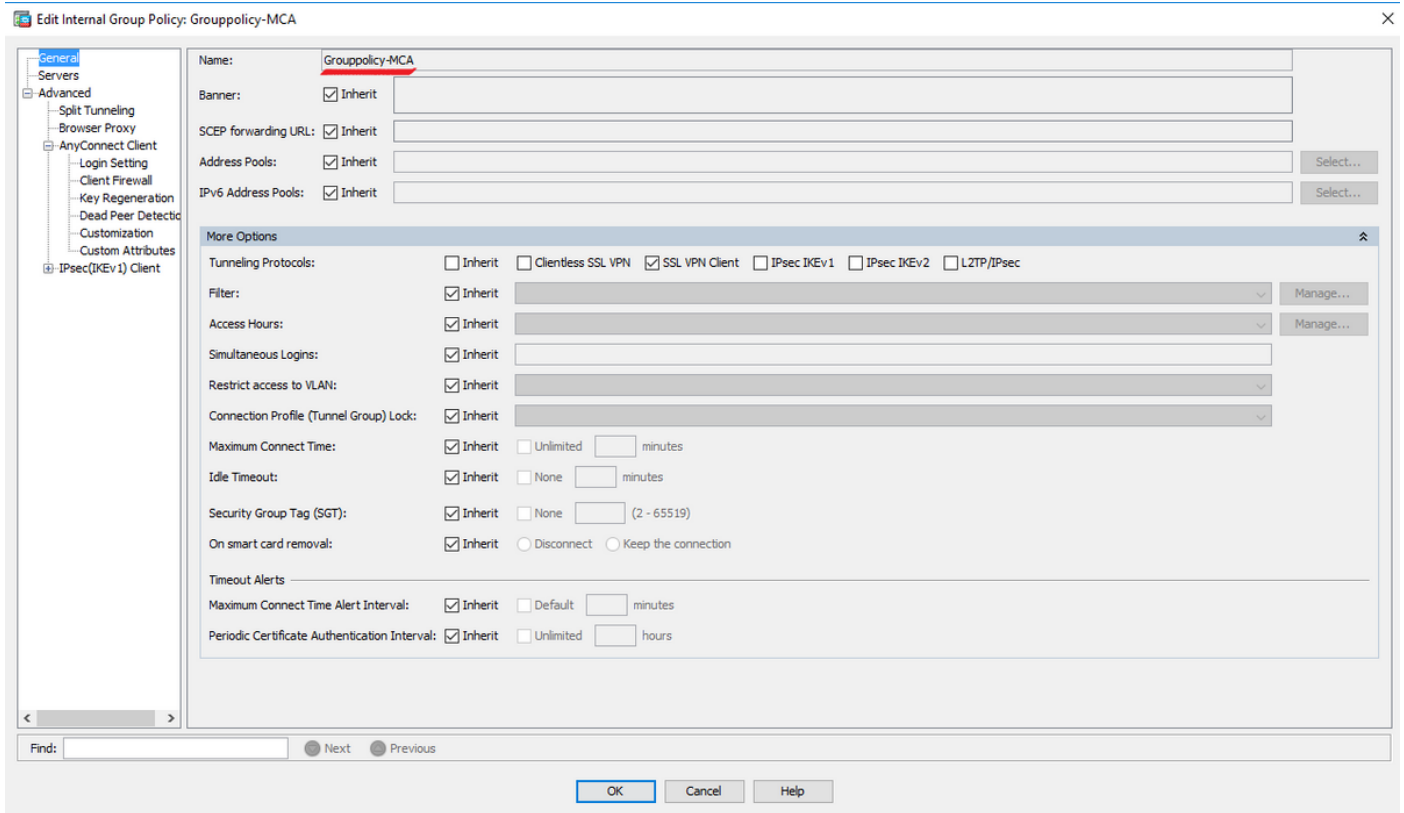 Edit Internal Group Policy: Grouppolicy-MCA
General
Servers
Advanced
Split Tunneling
Browser Proxy
AnyConnect Client
Login Setting
Client Firewall
Key Regeneration
Dead Peer Detectio
Customization
Custom Attributes
IPsec(IKEv1) Client
Name: Grouppolicy-MCA
Banner: Inherit
SCEP forwarding URL: Inherit
Address Pools: Inherit Select...
IPv6 Address Pools: Inherit Select...
More Options
Tunneling Protocols: Inherit Clientless SSL VPN SSL VPN Client IPsec IKEv1 IPsec IKEv2 L2TP/IPsec
Filter: Inherit Manage...
Access Hours: Inherit Manage...
Simultaneous Logins: Inherit
Restrict access to VLAN: Inherit
Connection Profile (Tunnel Group) Lock: Inherit
Maximum Connect Time: Inherit Unlimited minutes
Idle Timeout: Inherit None minutes
Security Group Tag (SGT): Inherit None (2 - 65519)
On smart card removal: Inherit Disconnect Keep the connection
Timeout Alerts
Maximum Connect Time Alert Interval: Inherit Default minutes
Periodic Certificate Authentication Interval: Inherit Unlimited hours
Find: Next Previous
OK Cancel Help